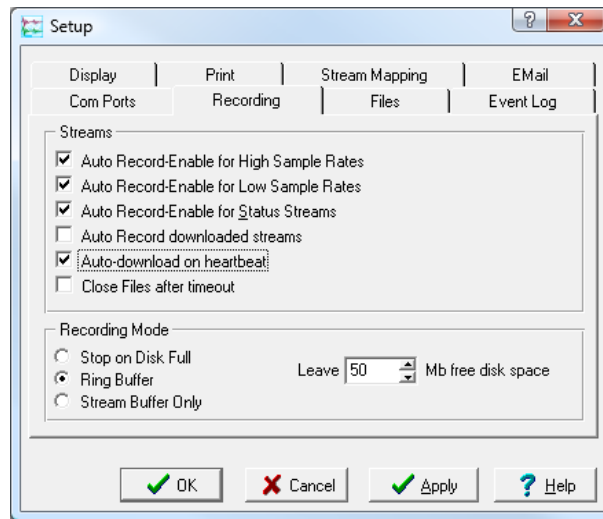 Setup
?
Display Print Stream Mapping EMail
Com Ports Recording Files Event Log
Streams
Auto Record-Enable for High Sample Rates
Auto Record-Enable for Low Sample Rates
Auto Record-Enable for Status Streams
Auto Record downloaded streams
Auto-download on heartbeat
Close Files after timeout
Recording Mode
Stop on Disk Full
Ring Buffer
Stream Buffer Only
Leave 50 Mb free disk space
OK Cancel Apply ? Help